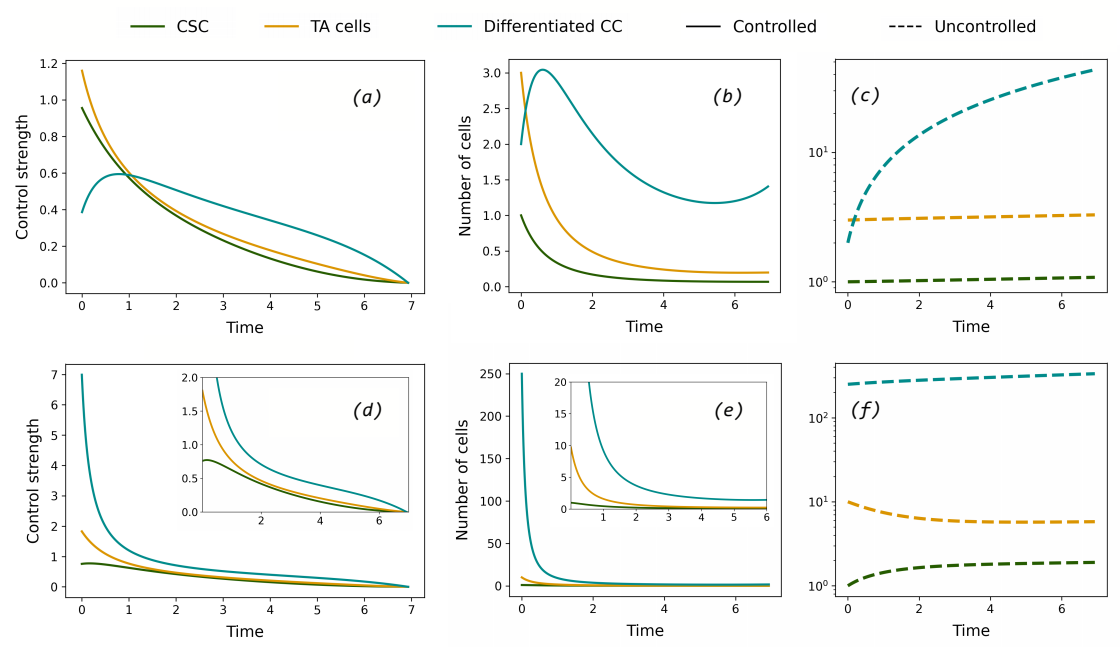 CSC TA cells Differentiated CC Controlled Uncontrolled
(a)
Control strength
1.2
1.0
0.8
0.6
0.4
0.2
0.0
0 1 2 3 4 5 6 7
Time
(b)
Number of cells
3.0
2.5
2.0
1.5
1.0
0.5
0.0
0 2 4 6
Time
(c)
10¹
10⁰
0 2 4 6
Time
(d)
Control strength
7
6
5
4
3
2
1
0
0 1 2 3 4 5 6 7
Time
2.0
1.5
1.0
0.5
0.0
2 4 6
(e)
Number of cells
250
200
150
100
50
0
0 2 4 6
Time
20
15
10
5
0
1 2 3 4 5 6
(f)
10²
10¹
10⁰
0 2 4 6
Time